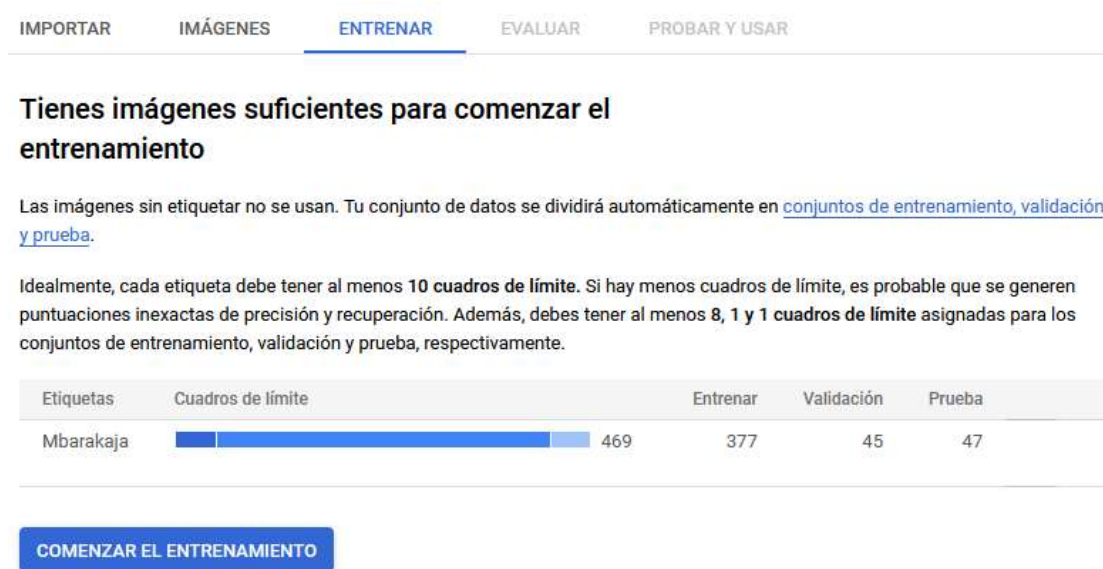 IMPORTAR IMÁGENES ENTRENAR EVALUAR PROBAR Y USAR
Tienes imágenes suficientes para comenzar el
entrenamiento
Las imágenes sin etiquetar no se usan. Tu conjunto de datos se dividirá automáticamente en conjuntos de entrenamiento, validación
y prueba.
Idealmente, cada etiqueta debe tener al menos 10 cuadros de límite. Si hay menos cuadros de límite, es probable que se generen
puntuaciones inexactas de precisión y recuperación. Además, debes tener al menos 8, 1 y 1 cuadros de límite asignadas para los
conjuntos de entrenamiento, validación y prueba, respectivamente.
Etiquetas Cuadros de límite Entrenar Validación Prueba
Mbarakaja 469 377 45 47
COMENZAR EL ENTRENAMIENTO